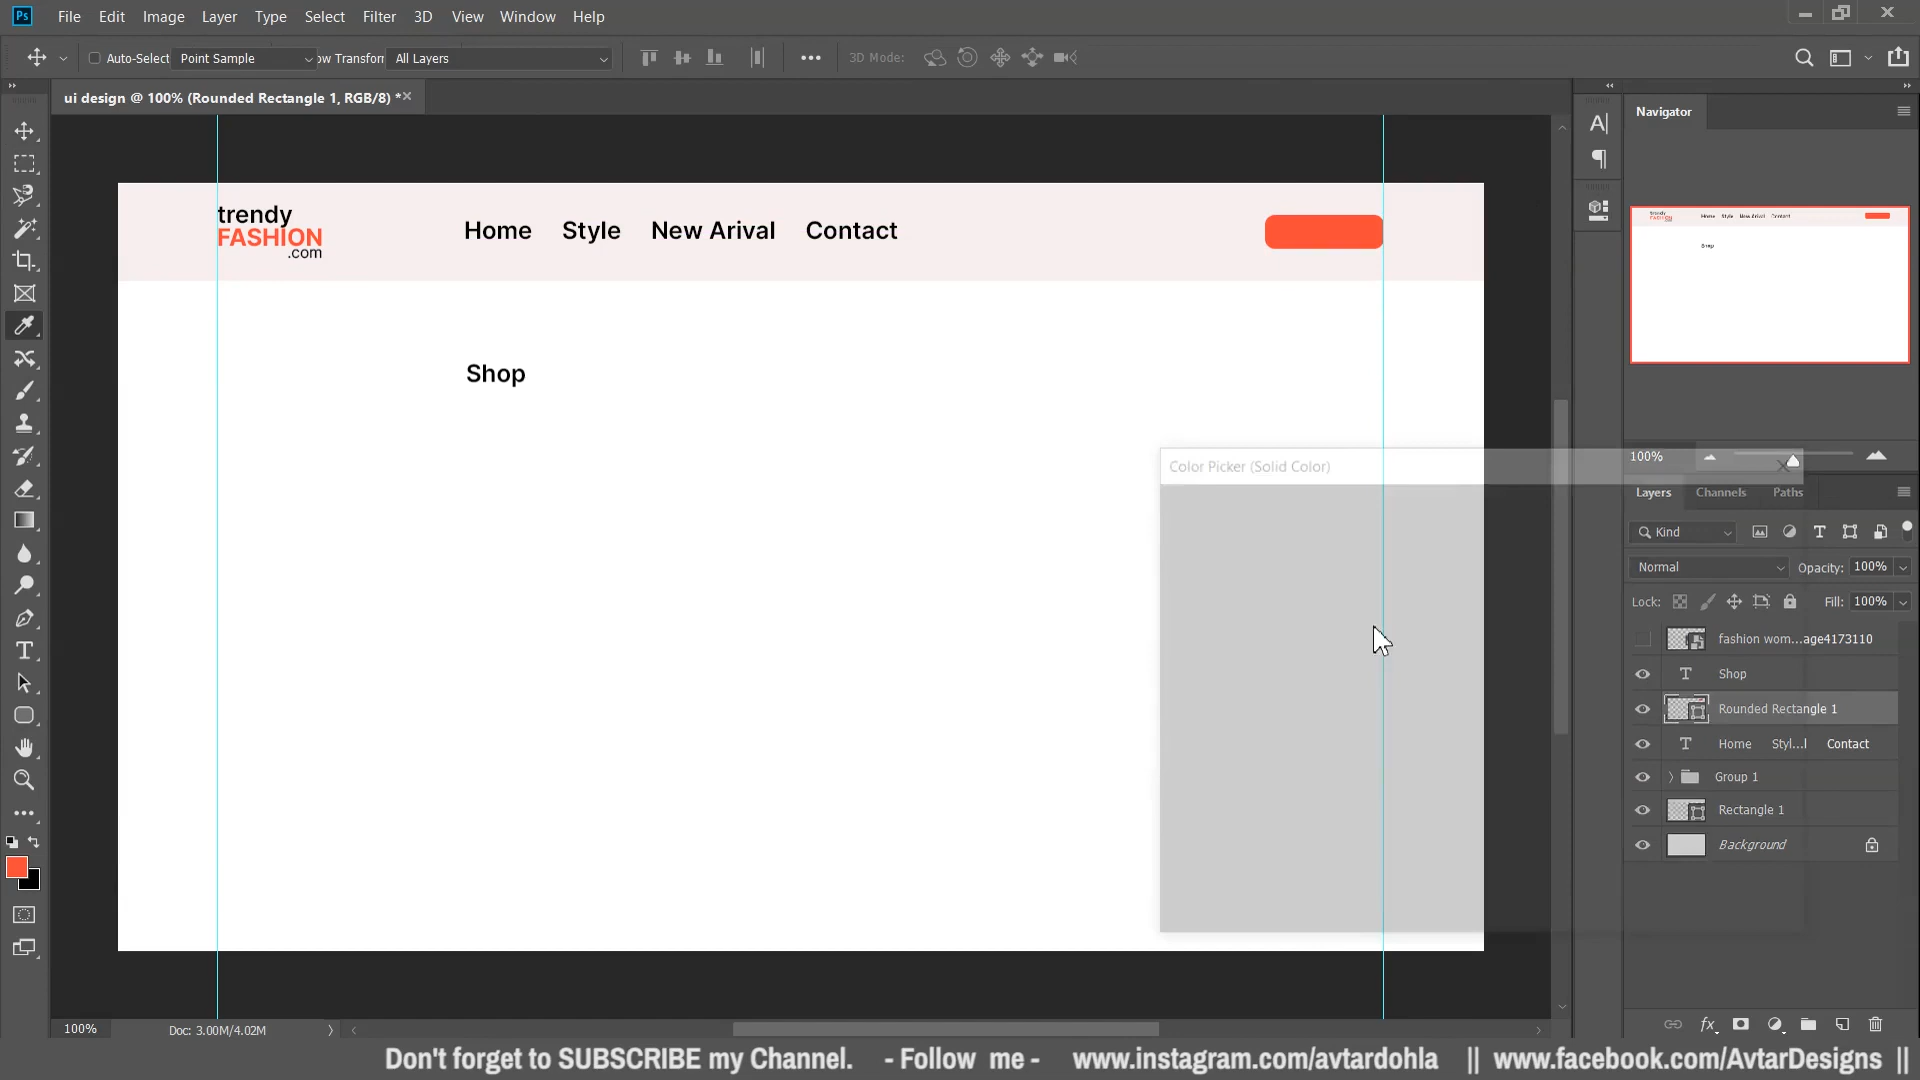 Ps File Edit Image Layer Type Select Filter 3D View Window Help
Auto-Select Point Sample ow Transforr All Layers 3D Mode:
ui design @ 100% (Rounded Rectangle 1, RGB/8) *
Navigator
trendy
FASHION
.com
Home Style New Arival Contact
Shop
Color Picker (Solid Color)
100%
Layers Channels Paths
Kind
Normal Opacity: 100%
Lock: Fill: 100%
fashion wom...age4173110
Shop
Rounded Rectangle 1
Home Styl...l Contact
Group 1
Rectangle 1
Background
100% Doc: 3.00M/4.02M
Don't forget to SUBSCRIBE my Channel. - Follow me - www.instagram.com/avtardohla || www.facebook.com/AvtarDesigns ||